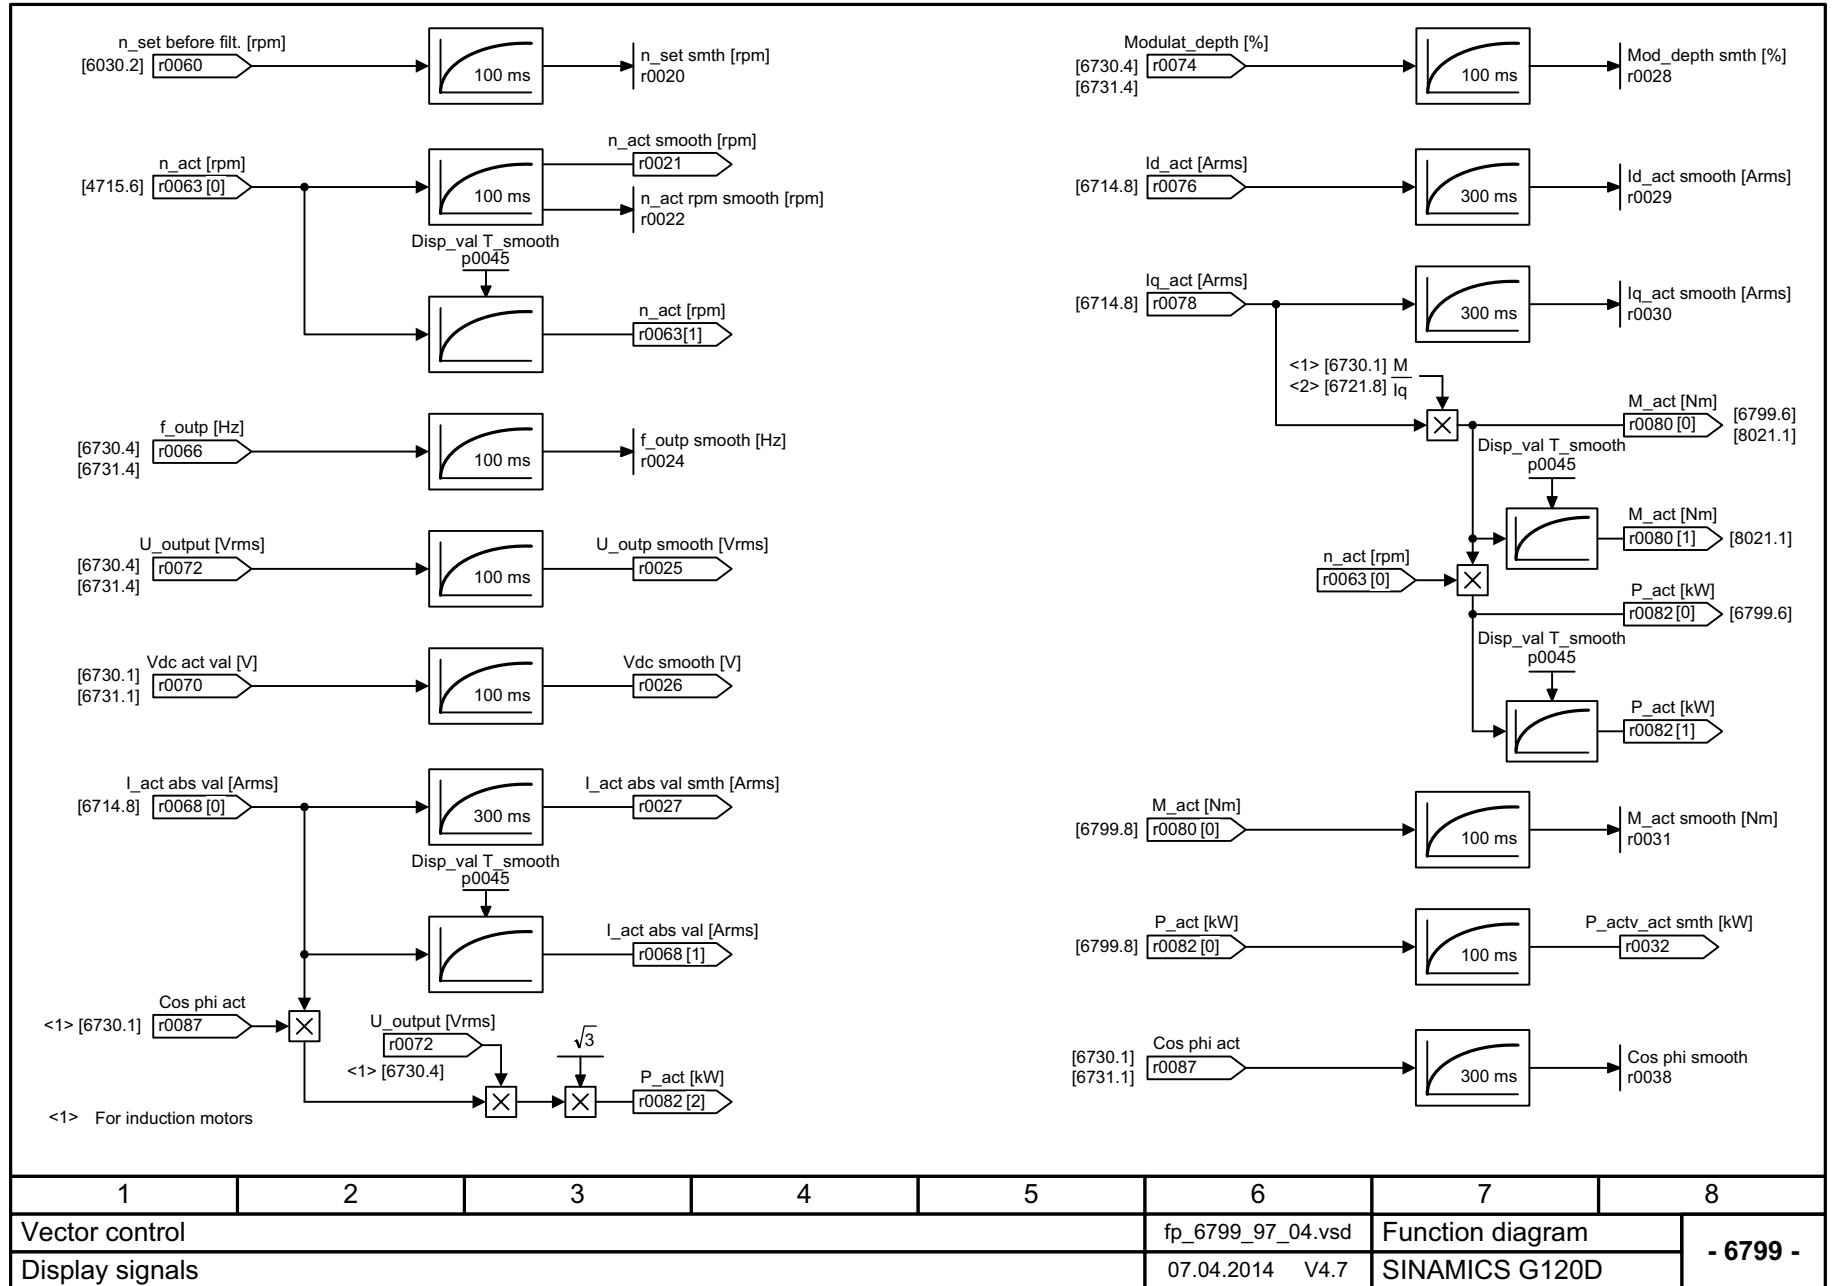 n_set before filt. [rpm]
[6030.2] r0060
100 ms
n_set smth [rpm]
r0020
n_act [rpm]
[4715.6] r0063 [0]
100 ms
n_act smooth [rpm]
r0021
n_act rpm smooth [rpm]
r0022
Disp_val T_smooth
p0045
n_act [rpm]
r0063[1]
f_outp [Hz]
[6730.4] r0066
[6731.4]
100 ms
f_outp smooth [Hz]
r0024
U_output [Vrms]
[6730.4] r0072
[6731.4]
100 ms
U_outp smooth [Vrms]
r0025
Vdc act val [V]
[6730.1] r0070
[6731.1]
100 ms
Vdc smooth [V]
r0026
I_act abs val [Arms]
[6714.8] r0068 [0]
300 ms
I_act abs val smth [Arms]
r0027
Disp_val T_smooth
p0045
I_act abs val [Arms]
r0068 [1]
Cos phi act
<1> [6730.1] r0087
U_output [Vrms]
r0072
<1> [6730.4]
√3
P_act [kW]
r0082 [2]
<1> For induction motors
Modulat_depth [%]
[6730.4] r0074
[6731.4]
100 ms
Mod_depth smth [%]
r0028
Id_act [Arms]
[6714.8] r0076
300 ms
Id_act smooth [Arms]
r0029
Iq_act [Arms]
[6714.8] r0078
300 ms
Iq_act smooth [Arms]
r0030
<1> [6730.1] M
<2> [6721.8] Iq
M_act [Nm]
r0080 [0] [6799.6]
[8021.1]
Disp_val T_smooth
p0045
M_act [Nm]
r0080 [1] [8021.1]
n_act [rpm]
r0063 [0]
P_act [kW]
r0082 [0] [6799.6]
Disp_val T_smooth
p0045
P_act [kW]
r0082 [1]
M_act [Nm]
[6799.8] r0080 [0]
100 ms
M_act smooth [Nm]
r0031
P_act [kW]
[6799.8] r0082 [0]
100 ms
P_actv_act smth [kW]
r0032
Cos phi act
[6730.1] r0087
[6731.1]
300 ms
Cos phi smooth
r0038
1 2 3 4 5 6 7 8
Vector control fp_6799_97_04.vsd Function diagram
- 6799 -
Display signals 07.04.2014 V4.7 SINAMICS G120D